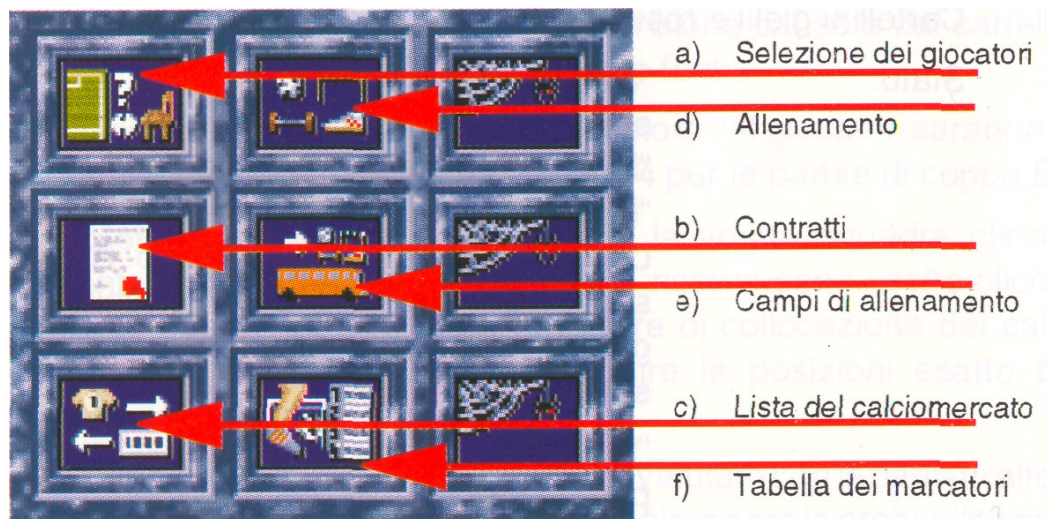 a) Selezione dei giocatori
d) Allenamento
b) Contratti
e) Campi di allenamento
c) Lista del calciomercato
f) Tabella dei marcatori